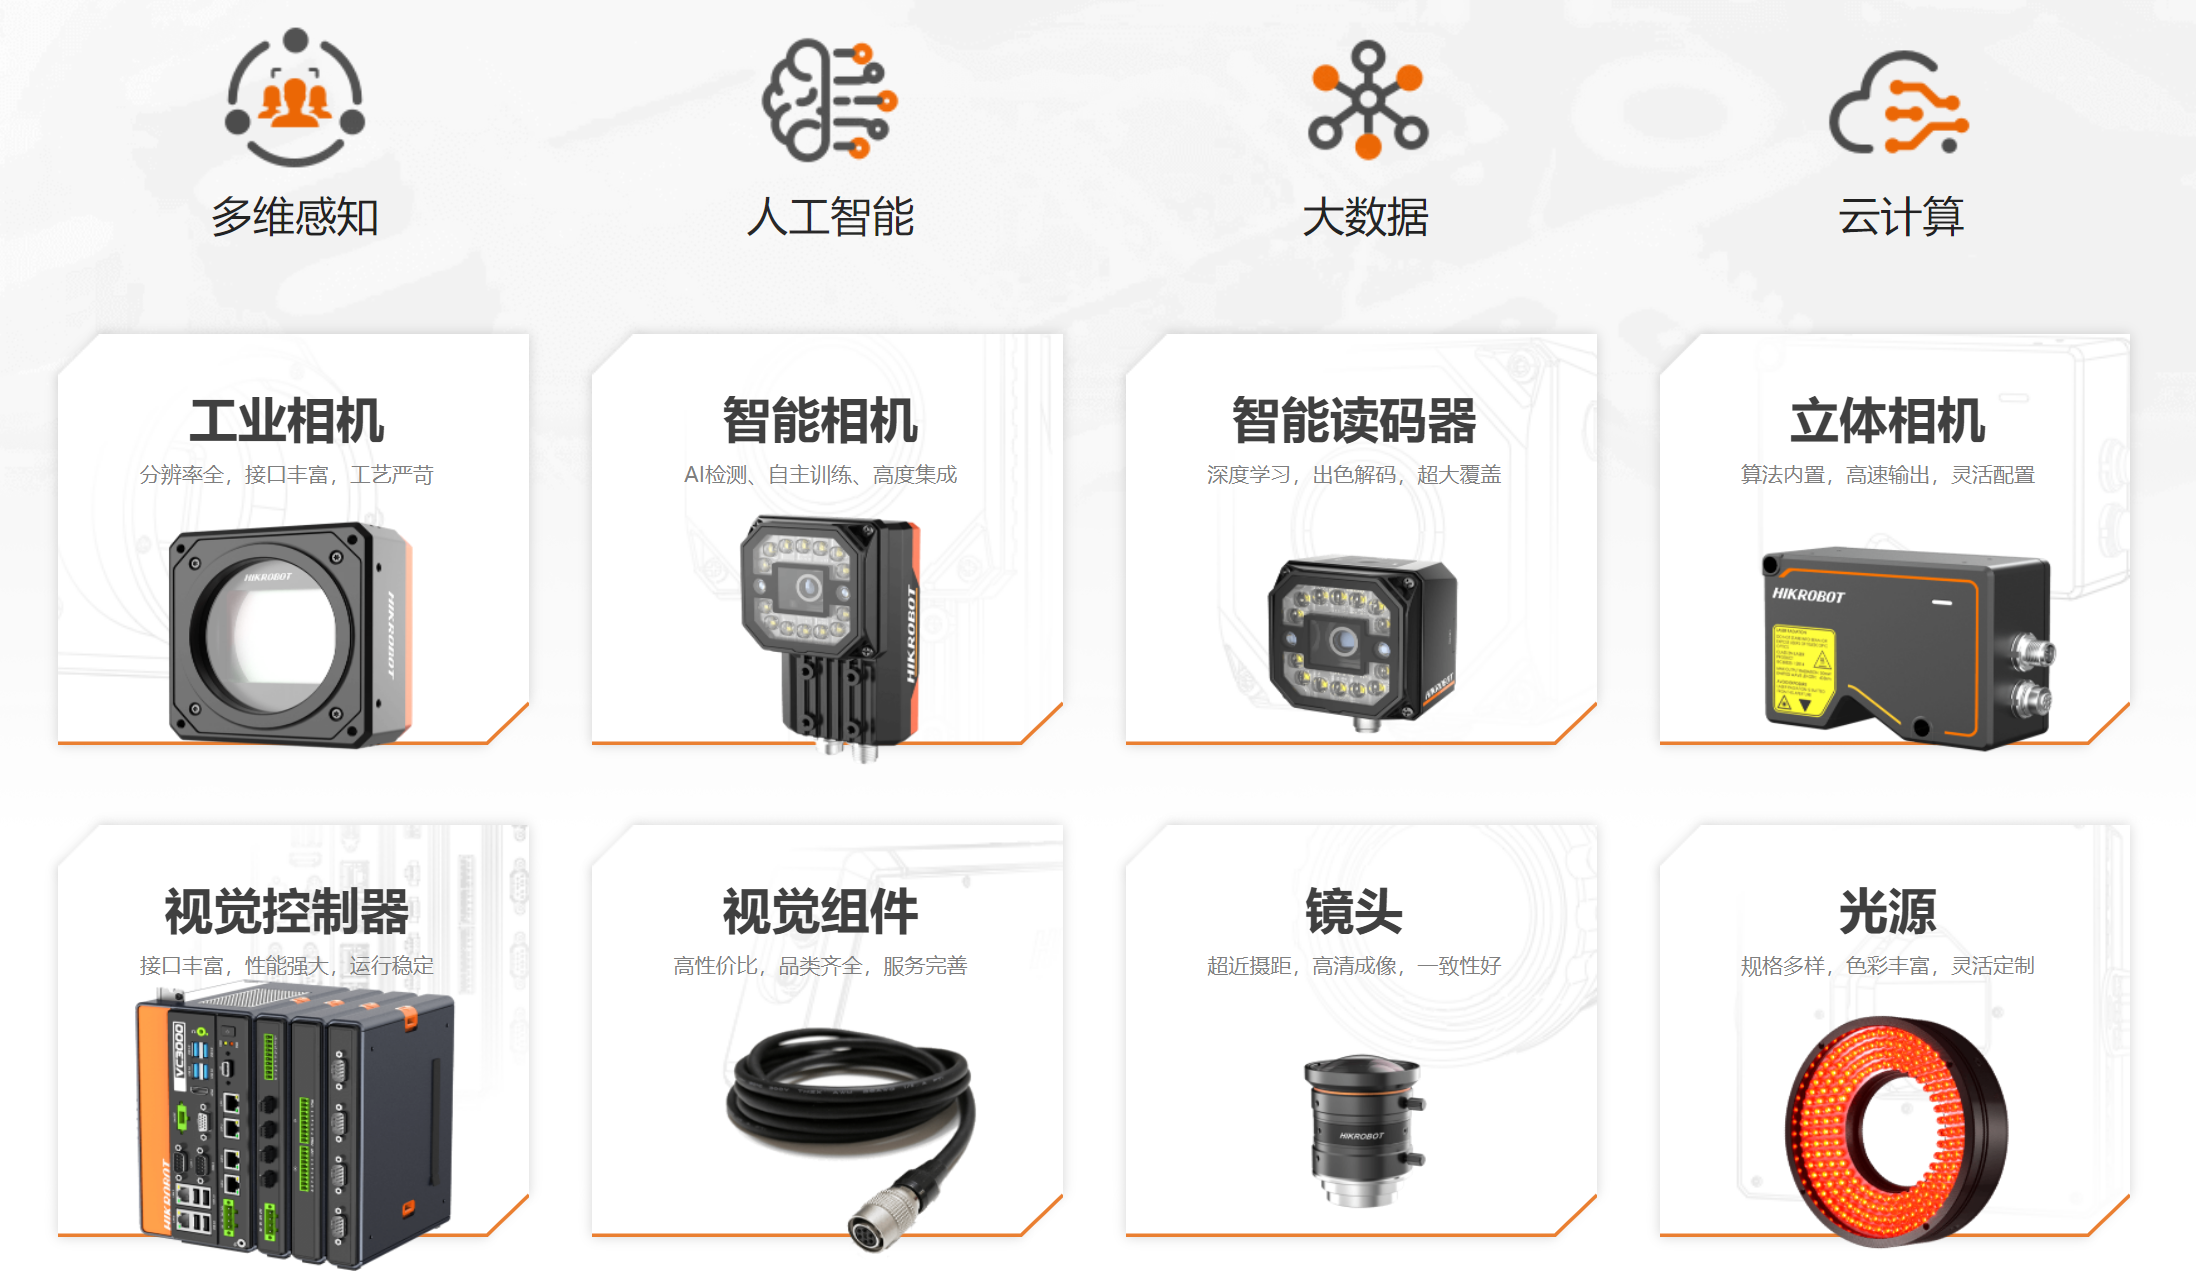 多维感知
人工智能
大数据
云计算
工业相机
分辨率全，接口丰富，工艺严苛
HIKROBOT
HIKROBOT
智能相机
AI检测、自主训练、高度集成
HIKROBOT
智能读码器
深度学习，出色解码，超大覆盖
立体相机
算法内置，高速输出，灵活配置
HIKROBOT
视觉控制器
接口丰富，性能强大，运行稳定
VC3000
HIKROBOT
视觉组件
高性价比，品类齐全，服务完善
镜头
超近摄距，高清成像，一致性好
HIKROBOT
光源
规格多样，色彩丰富，灵活定制